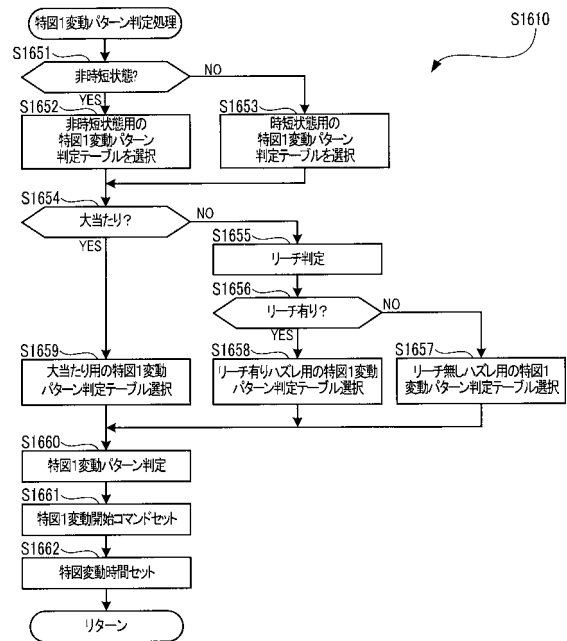 特図1変動パターン判定処理
S1610
S1651
非時短状態?
NO
YES
S1652
非時短状態用の
特図1変動パターン
判定テーブルを選択
S1653
時短状態用の
特図1変動パターン
判定テーブルを選択
S1654
大当たり?
NO
YES
S1655
リーチ判定
S1656
リーチ有り?
NO
YES
S1659
大当たり用の特図1変動
パターン判定テーブル選択
S1658
リーチ有りハズレ用の特図1変動
パターン判定テーブル選択
S1657
リーチ無しハズレ用の特図1
変動パターン判定テーブル選択
S1660
特図1変動パターン判定
S1661
特図1変動開始コマンドセット
S1662
特図変動時間セット
リターン